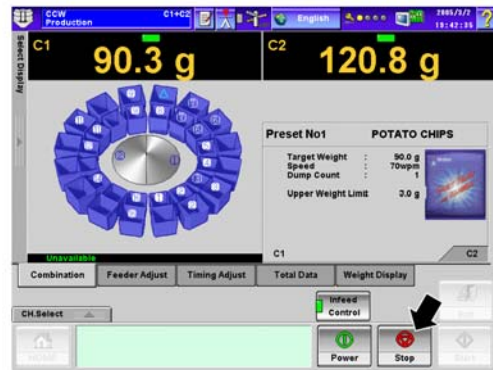 CCW
Production
C1+C2
English
2005/3/2
19:42:35
Select Display
C1
90.3 g
C2
120.8 g
Preset No1
POTATO CHIPS
Target Weight : 90.0 g
Speed : 70wpm
Dump Count : 1
Upper Weight Limit : 3.0 g
C1
C2
Unavailable
Combination
Feeder Adjust
Timing Adjust
Total Data
Weight Display
Infeed
Control
CH.Select
Power
Stop
Start